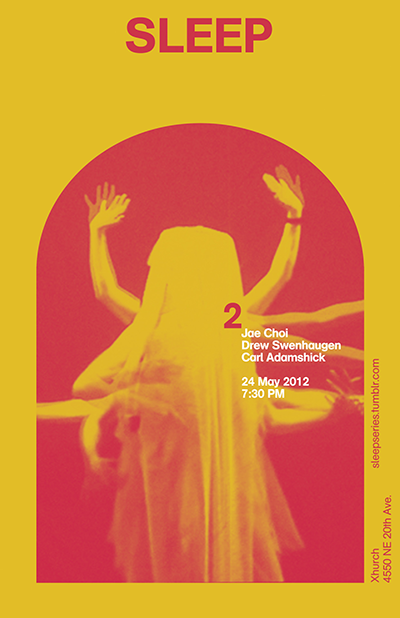 SLEEP
2
Jae Choi
Drew Swenhaugen
Carl Adamshick
24 May 2012
7:30 PM
sleepseries.tumblr.com
Xhurch
4550 NE 20th Ave.